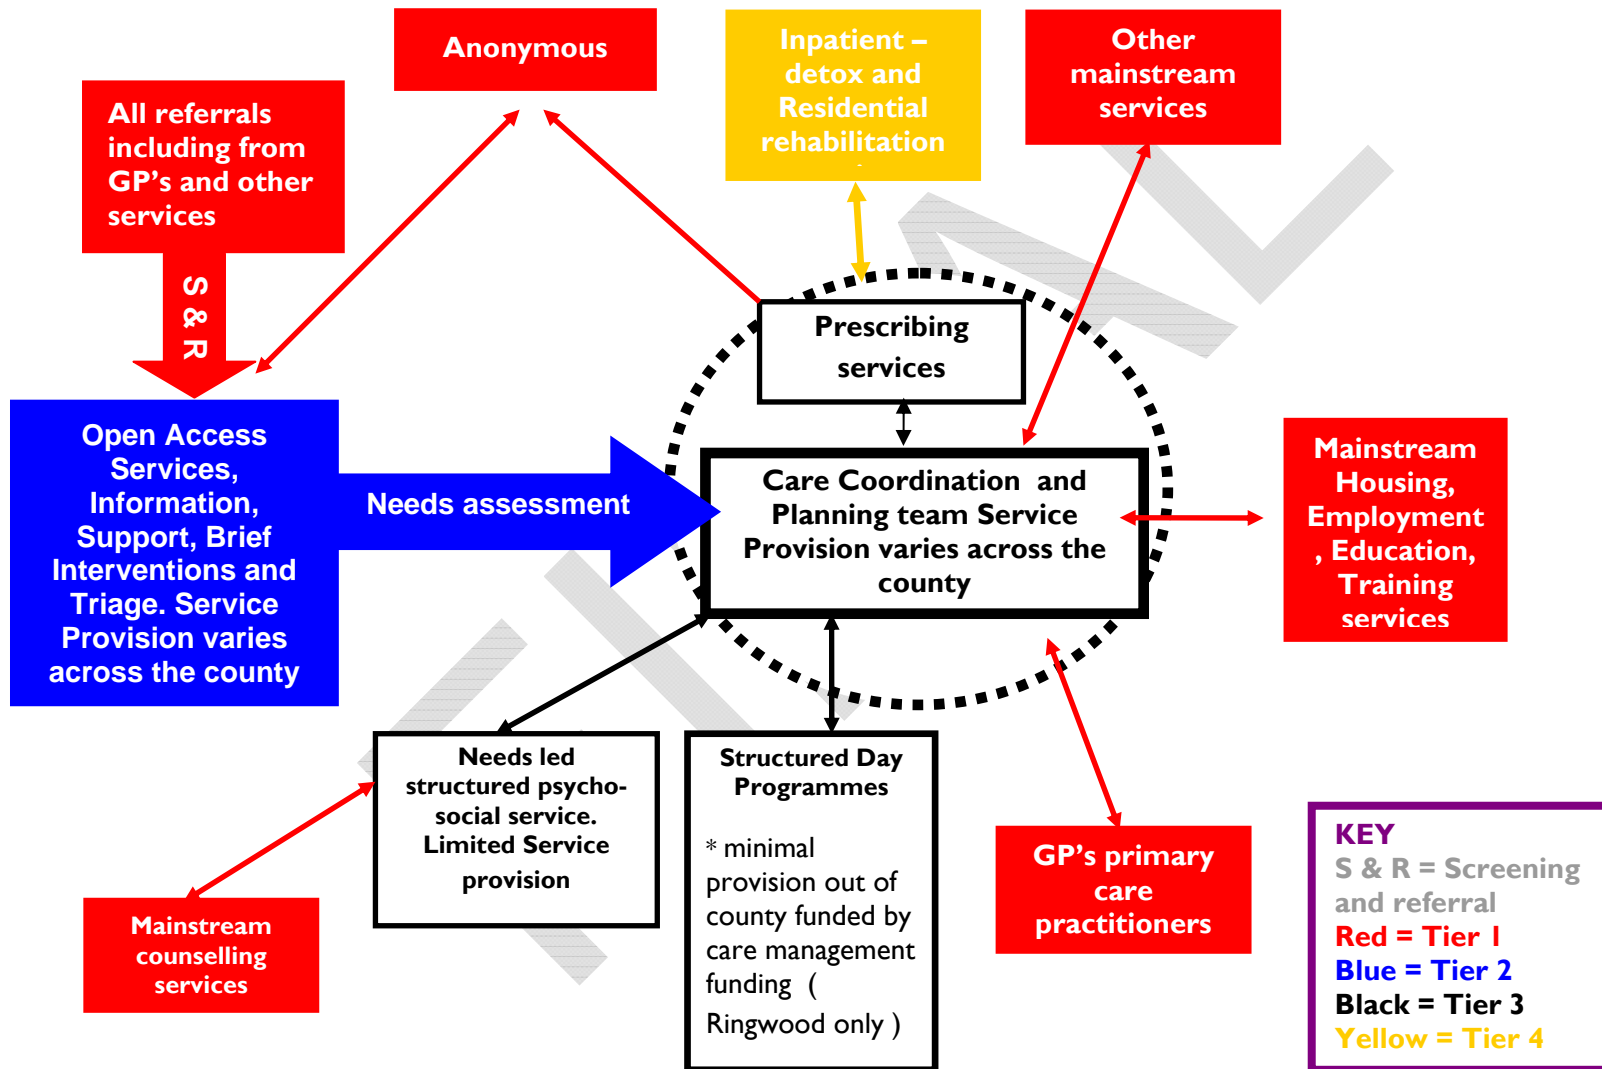 Anonymous
Inpatient –
detox and
Residential
rehabilitation
Other
mainstream
services
All referrals
including from
GP's and other
services
S & R
Prescribing
services
Open Access
Services,
Information,
Support, Brief
Interventions and
Triage. Service
Provision varies
across the county
Needs assessment
Care Coordination and
Planning team Service
Provision varies across the
county
Mainstream
Housing,
Employment
, Education,
Training
services
Needs led
structured psycho-
social service.
Limited Service
provision
Structured Day
Programmes
* minimal
provision out of
county funded by
care management
funding (
Ringwood only )
GP's primary
care
practitioners
Mainstream
counselling
services
KEY
S & R = Screening
and referral
Red = Tier 1
Blue = Tier 2
Black = Tier 3
Yellow = Tier 4